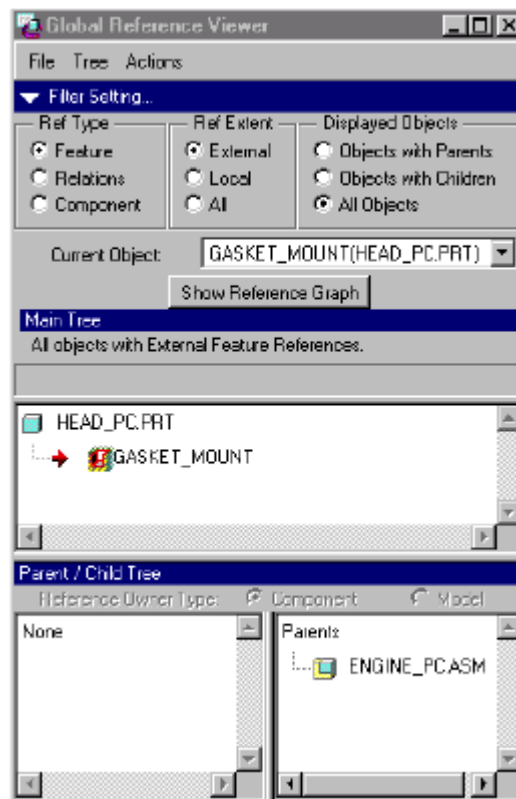 Global Reference Viewer
File Tree Actions
Filter Setting...
Ref Type Ref Extent Displayed Objects
Feature External Objects with Parents
Relations Local Objects with Children
Component All All Objects
Current Object: GASKET_MOUNT(HEAD_PC.PRT)
Show Reference Graph
Main Tree
All objects with External Feature References.
HEAD_PC.PRT
GASKET_MOUNT
Parent / Child Tree
Reference Owner Type: Component Model
None Parents
ENGINE_PC.ASM